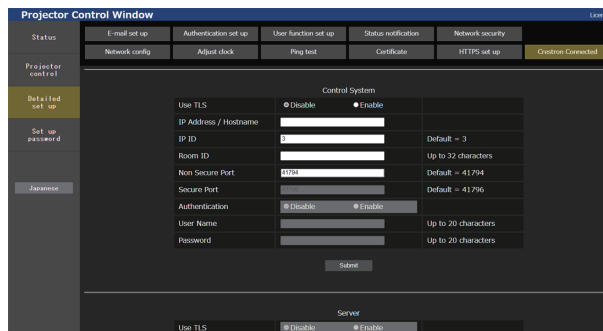 Projector Control Window
Licen
Status
E-mail set up
Authentication set up
User function set up
Status notification
Network security
Network config
Adjust clock
Ping test
Certificate
HTTPS set up
Crestron Connected
Projector control
Detailed set up
Set up password
Japanese
Control System
Use TLS Disable Enable
IP Address / Hostname
IP ID 3 Default = 3
Room ID Up to 32 characters
Non Secure Port 41794 Default = 41794
Secure Port Default = 41796
Authentication Disable Enable
User Name Up to 20 characters
Password Up to 20 characters
Submit
Server
Use TLS Disable Enable